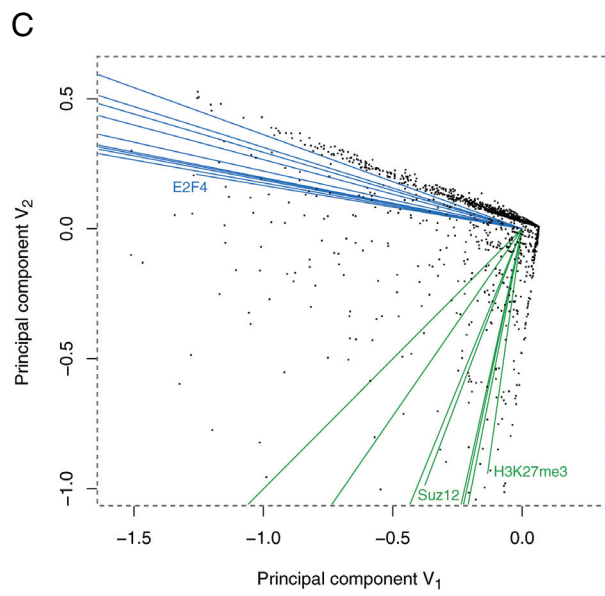 C
Principal component V2
0.5
0.0
−0.5
−1.0
E2F4
H3K27me3
Suz12
−1.5 −1.0 −0.5 0.0
Principal component V1